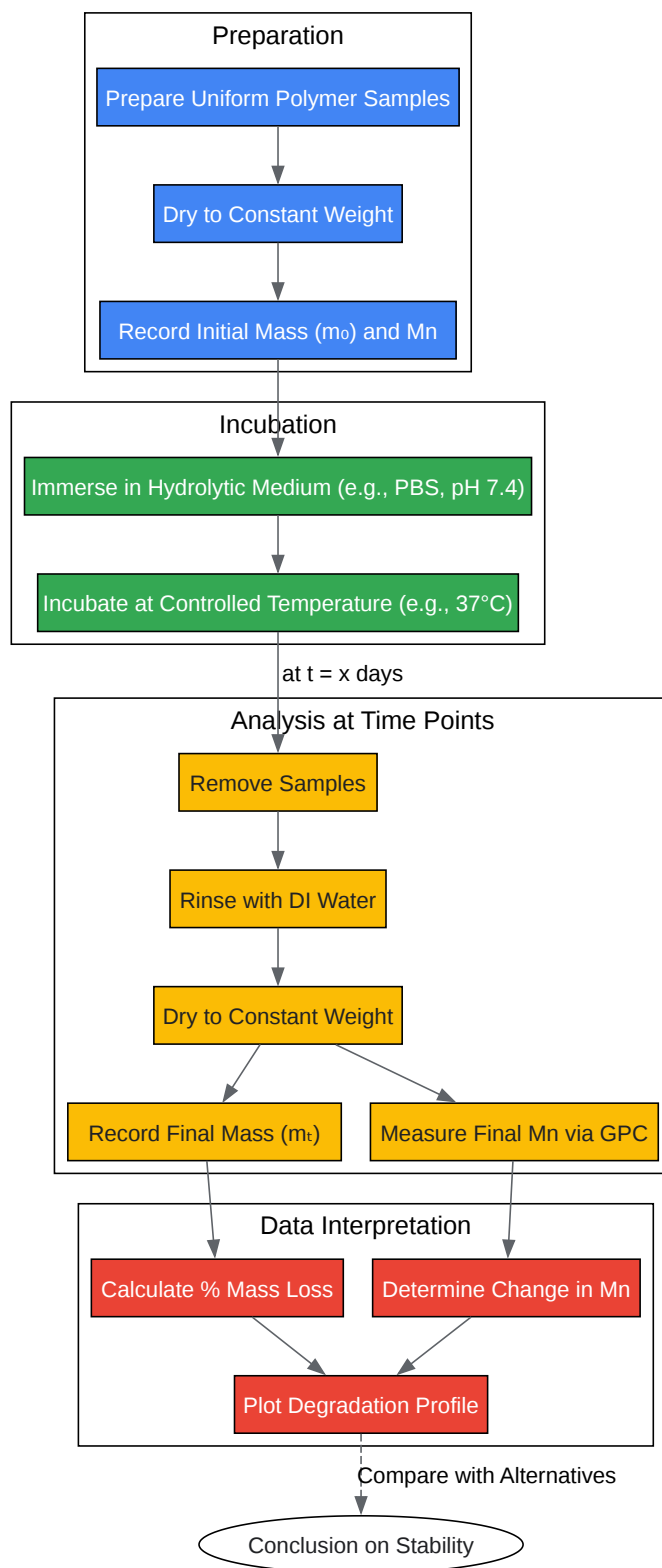 Preparation
Prepare Uniform Polymer Samples
Dry to Constant Weight
Record Initial Mass (m₀) and Mn
Incubation
Immerse in Hydrolytic Medium (e.g., PBS, pH 7.4)
Incubate at Controlled Temperature (e.g., 37°C)
at t = x days
Analysis at Time Points
Remove Samples
Rinse with DI Water
Dry to Constant Weight
Record Final Mass (mₜ)
Measure Final Mn via GPC
Data Interpretation
Calculate % Mass Loss
Determine Change in Mn
Plot Degradation Profile
Compare with Alternatives
Conclusion on Stability